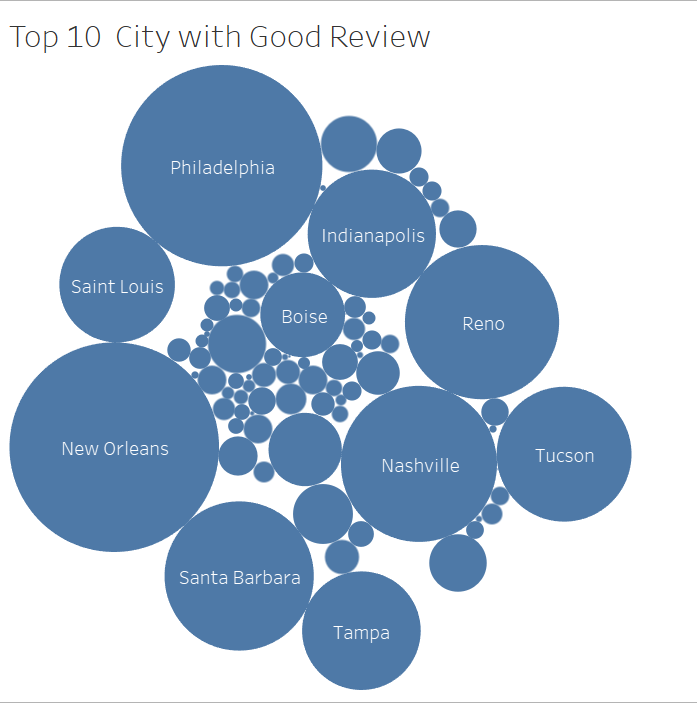 Top 10  City with Good Review
Philadelphia
Indianapolis
Saint Louis
Boise
Reno
New Orleans
Nashville
Tucson
Santa Barbara
Tampa